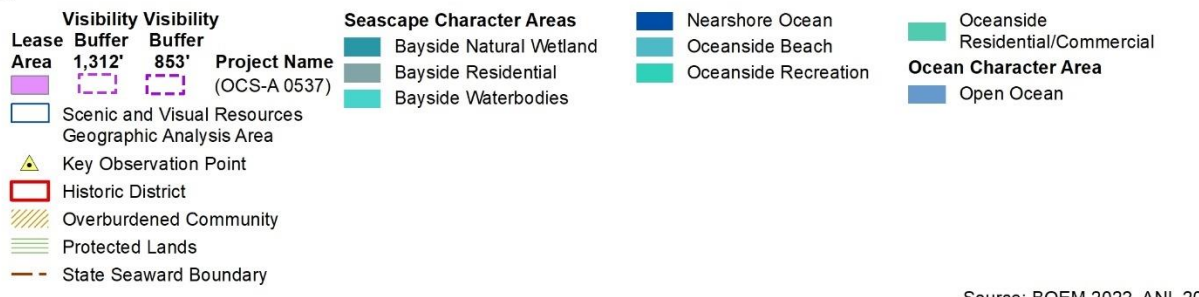 Visibility Visibility
Lease Buffer Buffer
Area 1,312' 853' Project Name
(OCS-A 0537)
Scenic and Visual Resources
Geographic Analysis Area
Key Observation Point
Historic District
Overburdened Community
Protected Lands
State Seaward Boundary
Seascape Character Areas
Bayside Natural Wetland
Bayside Residential
Bayside Waterbodies
Nearshore Ocean
Oceanside Beach
Oceanside Recreation
Oceanside
Residential/Commercial
Ocean Character Area
Open Ocean